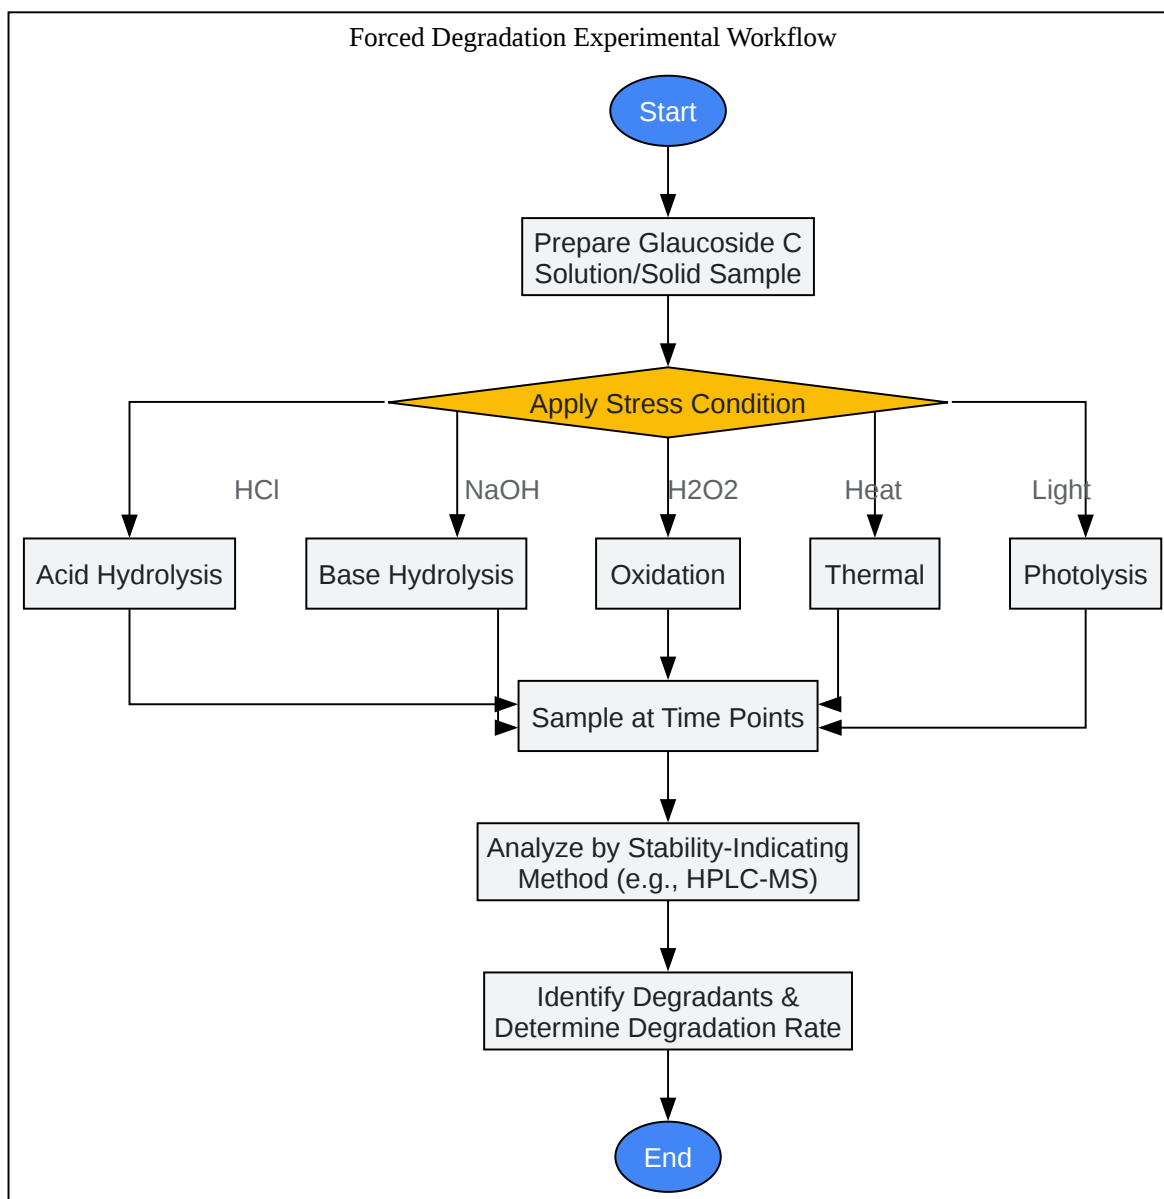 Forced Degradation Experimental Workflow
Start
Prepare Glaucoside C
Solution/Solid Sample
Apply Stress Condition
HCl
NaOH
H2O2
Heat
Light
Acid Hydrolysis
Base Hydrolysis
Oxidation
Thermal
Photolysis
Sample at Time Points
Analyze by Stability-Indicating
Method (e.g., HPLC-MS)
Identify Degradants &
Determine Degradation Rate
End